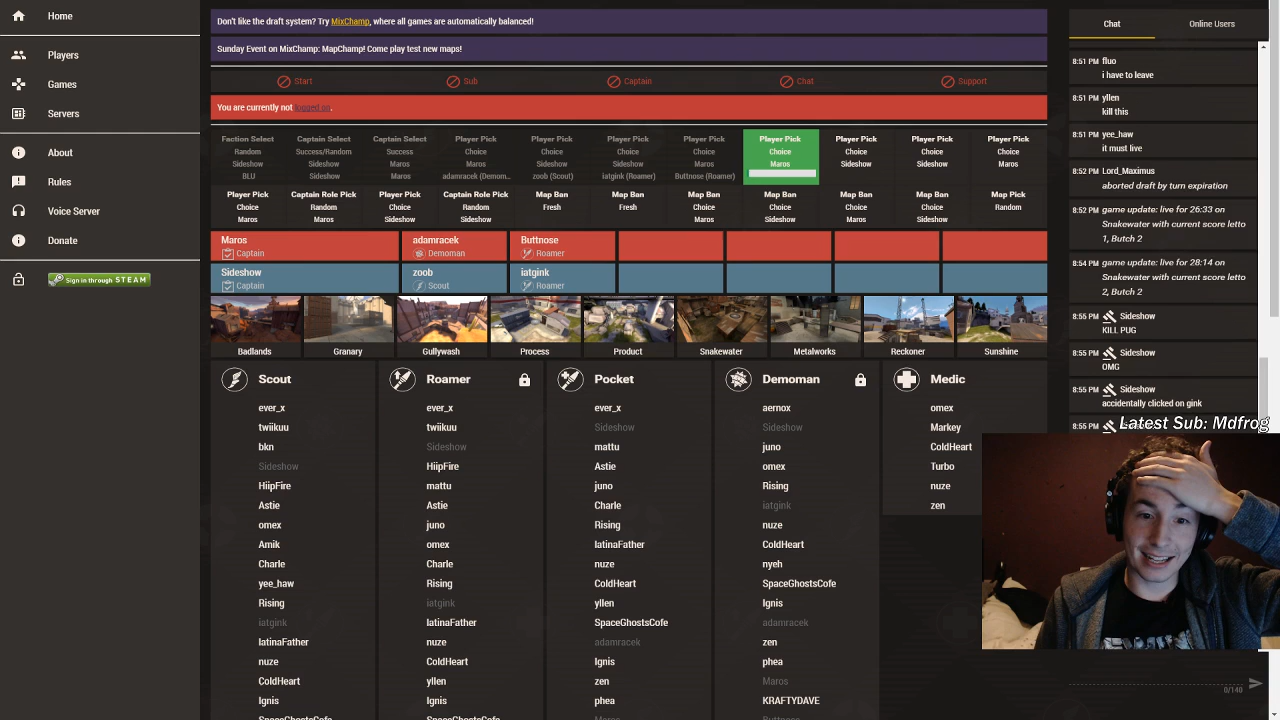 Home
Players
Games
Servers
About
Rules
Voice Server
Donate
Sign in through STEAM
Don't like the draft system? Try MixChamp, where all games are automatically balanced!
Sunday Event on MixChamp: MapChamp! Come play test new maps!
Start Sub Captain Chat Support
You are currently not logged on.
Faction Select Captain Select Captain Select Player Pick Player Pick Player Pick Player Pick Player Pick Player Pick Player Pick Player Pick
Random Success/Random Success Choice Choice Choice Choice Choice Choice Choice Choice
Sideshow Sideshow Maros Maros Sideshow Sideshow Maros Maros Sideshow Sideshow Maros
BLU Sideshow Maros adamracek (Demom... zoob (Scout) iatgink (Roamer) Buttnose (Roamer)
Player Pick Captain Role Pick Player Pick Captain Role Pick Map Ban Map Ban Map Ban Map Ban Map Ban Map Ban Map Pick
Choice Random Choice Random Fresh Fresh Choice Choice Choice Choice Random
Maros Maros Sideshow Sideshow Maros Sideshow Maros Sideshow
Maros adamracek Buttnose
Captain Demoman Roamer
Sideshow zoob iatgink
Captain Scout Roamer
Badlands Granary Gullywash Process Product Snakewater Metalworks Reckoner Sunshine
Scout
ever_x
twiikuu
bkn
Sideshow
HiipFire
Astie
omex
Amik
Charle
yee_haw
Rising
iatgink
latinaFather
nuze
ColdHeart
Ignis
SpaceGhostsCofe
Roamer
ever_x
twiikuu
Sideshow
HiipFire
mattu
Astie
juno
omex
Charle
Rising
iatgink
latinaFather
nuze
ColdHeart
yllen
Ignis
SpaceGhostsCofe
Pocket
ever_x
Sideshow
mattu
Astie
juno
Charle
Rising
latinaFather
nuze
ColdHeart
yllen
SpaceGhostsCofe
adamracek
Ignis
zen
phea
Maros
Demoman
aernox
Sideshow
juno
omex
Rising
iatgink
nuze
ColdHeart
nyeh
SpaceGhostsCofe
Ignis
adamracek
zen
phea
Maros
KRAFTYDAVE
Buttnose
Medic
omex
Markey
ColdHeart
Turbo
nuze
zen
Chat Online Users
8:51 PM fluo
i have to leave
8:51 PM yllen
kill this
8:51 PM yee_haw
it must live
8:52 PM Lord_Maximus
aborted draft by turn expiration
8:52 PM game update: live for 26:33 on
Snakewater with current score letto
1, Butch 2
8:54 PM game update: live for 28:14 on
Snakewater with current score letto
2, Butch 2
8:55 PM Sideshow
KILL PUG
8:55 PM Sideshow
OMG
8:55 PM Sideshow
accidentally clicked on gink
8:55 PM
Latest Sub: Mdfrog
0/140